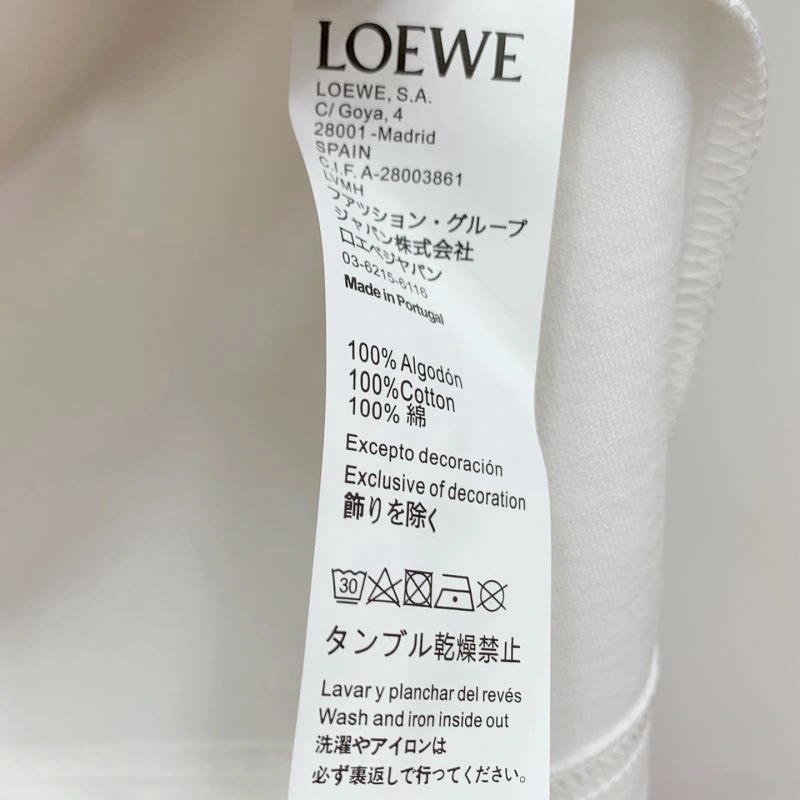 LOEWE
LOEWE, S.A.
C/ Goya, 4
28001 -Madrid
SPAIN
C.I.F. A-28003861
LVMH
ファッション・グループ
ジャパン株式会社
ロエベジャパン
03-6215-6116
Made in Portugal
100% Algodón
100%Cotton
100% 綿
Excepto decoración
Exclusive of decoration
飾りを除く
30
タンブル乾燥禁止
Lavar y planchar del revés
Wash and iron inside out
洗濯やアイロンは
必ず裏返しで行ってください。